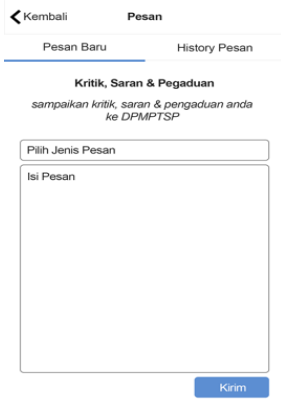 Kembali Pesan
Pesan Baru History Pesan
Kritik, Saran & Pegaduan
sampaikan kritik, saran & pengaduan anda
ke DPMPTSP
Pilih Jenis Pesan
Isi Pesan
Kirim